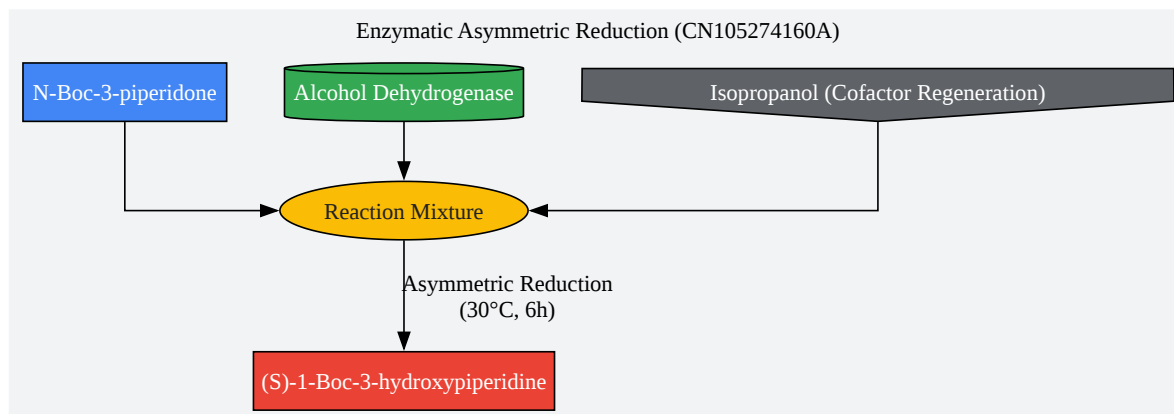 Enzymatic Asymmetric Reduction (CN105274160A)
N-Boc-3-piperidone
Alcohol Dehydrogenase
Isopropanol (Cofactor Regeneration)
Reaction Mixture
Asymmetric Reduction
(30°C, 6h)
(S)-1-Boc-3-hydroxypiperidine